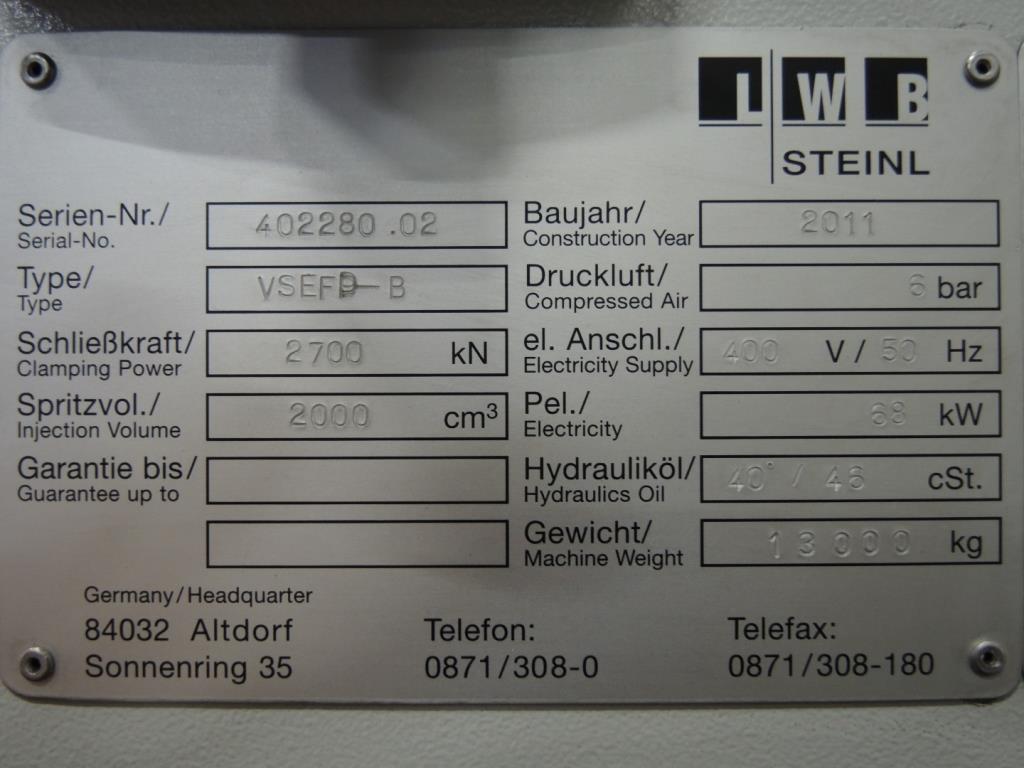 LWB
STEINL
Serien-Nr./ 402280.02 Baujahr/ 2011
Serial-No. Construction Year
Type/ B Druckluft/ 6 bar
Type Compressed Air
Schließkraft/ 2700 kN el. Anschl./ 400 V / 50 Hz
Clamping Power Electricity Supply
Spritzvol./ 2000 cm³ Pel./ 68 kW
Injection Volume Electricity
Garantie bis/ Hydrauliköl/ 40° / 46 cSt.
Guarantee up to Hydraulics Oil
Gewicht/ 13000 kg
Machine Weight
Germany/Headquarter
84032 Altdorf Telefon: Telefax:
Sonnenring 35 0871/308-0 0871/308-180